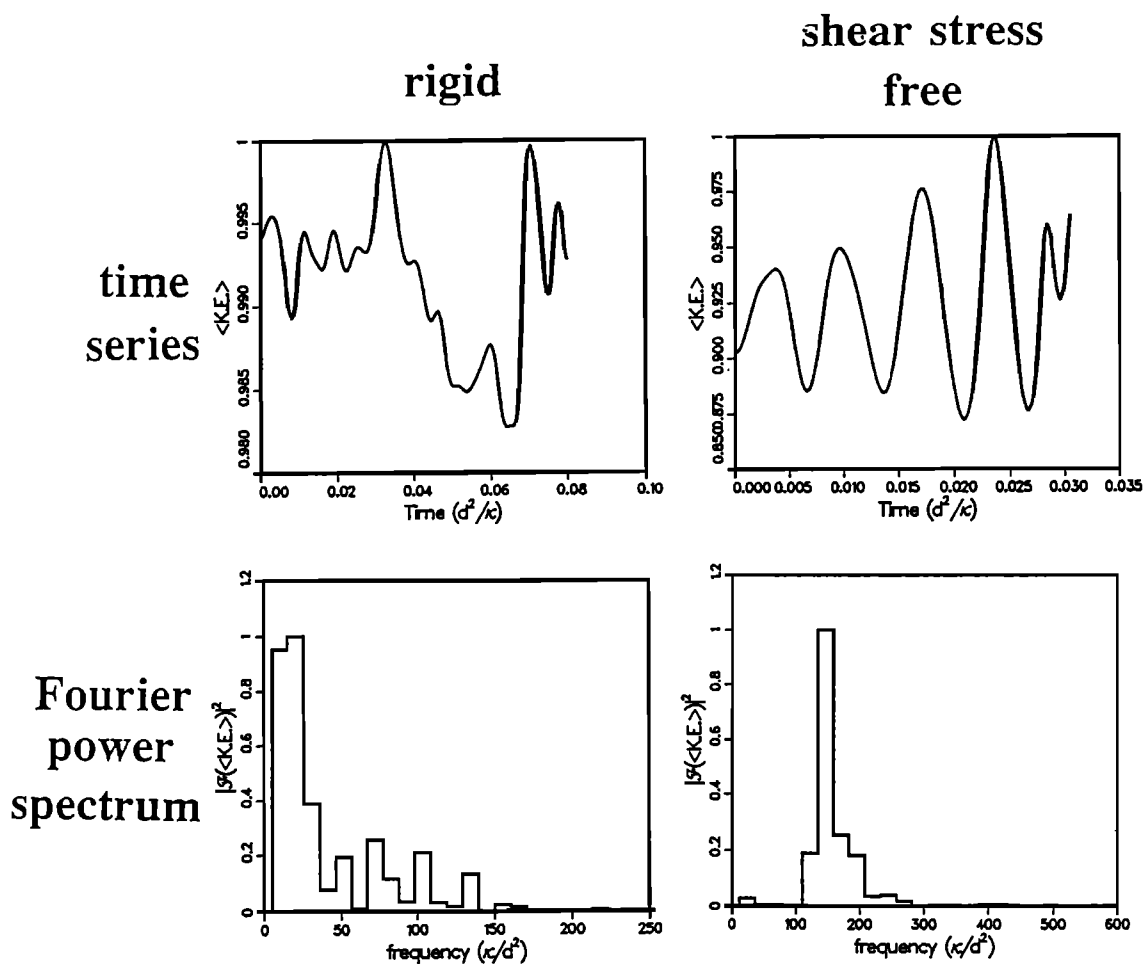 rigid
shear stress
free
time
series
<K.E.>
1
0.995
0.990
0.985
0.980
0.00 0.02 0.04 0.06 0.08 0.10
Time (d²/κ)
<K.E.>
1
0.975
0.950
0.925
0.900
0.875
0.850
0.000 0.005 0.010 0.015 0.020 0.025 0.030 0.035
Time (d²/κ)
Fourier
power
spectrum
|ℱ(<K.E.>)|²
1.2
1
0.8
0.6
0.4
0.2
0
0 50 100 150 200 250
frequency (κ/d²)
|ℱ(<K.E.>)|²
1.2
1
0.8
0.6
0.4
0.2
0
0 100 200 300 400 500 600
frequency (κ/d²)